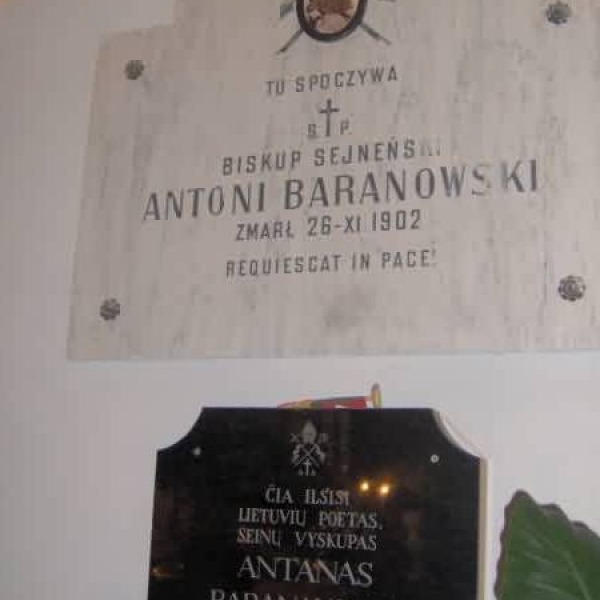 TU SPOCZYWA
Ś P.
BISKUP SEJNEŃSKI
ANTONI BARANOWSKI
ZMARŁ 26-XI 1902
REQUIESCAT IN PACE!
ČIA ILSISI
LIETUVIŲ POETAS,
SEINŲ VYSKUPAS
ANTANAS